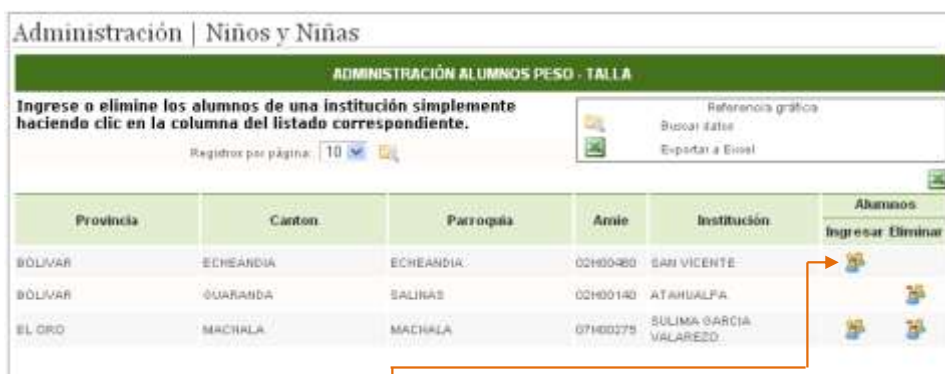 Administración | Niños y Niñas
ADMINISTRACIÓN ALUMNOS PESO - TALLA
Ingrese o elimine los alumnos de una institución simplemente
haciendo clic en la columna del listado correspondiente.
Referencia gráfica
Buscar datos
Exportar a Excel
Registros por página: 10
Provincia Canton Parroquia Amie Institución Alumnos
Ingresar Eliminar
BOLIVAR ECHEANDIA ECHEANDIA 02H00460 SAN VICENTE
BOLIVAR GUARANDA SALINAS 02H00140 ATAHUALPA
EL ORO MACHALA MACHALA 07H00275 SULIMA GARCIA
VALAREZO